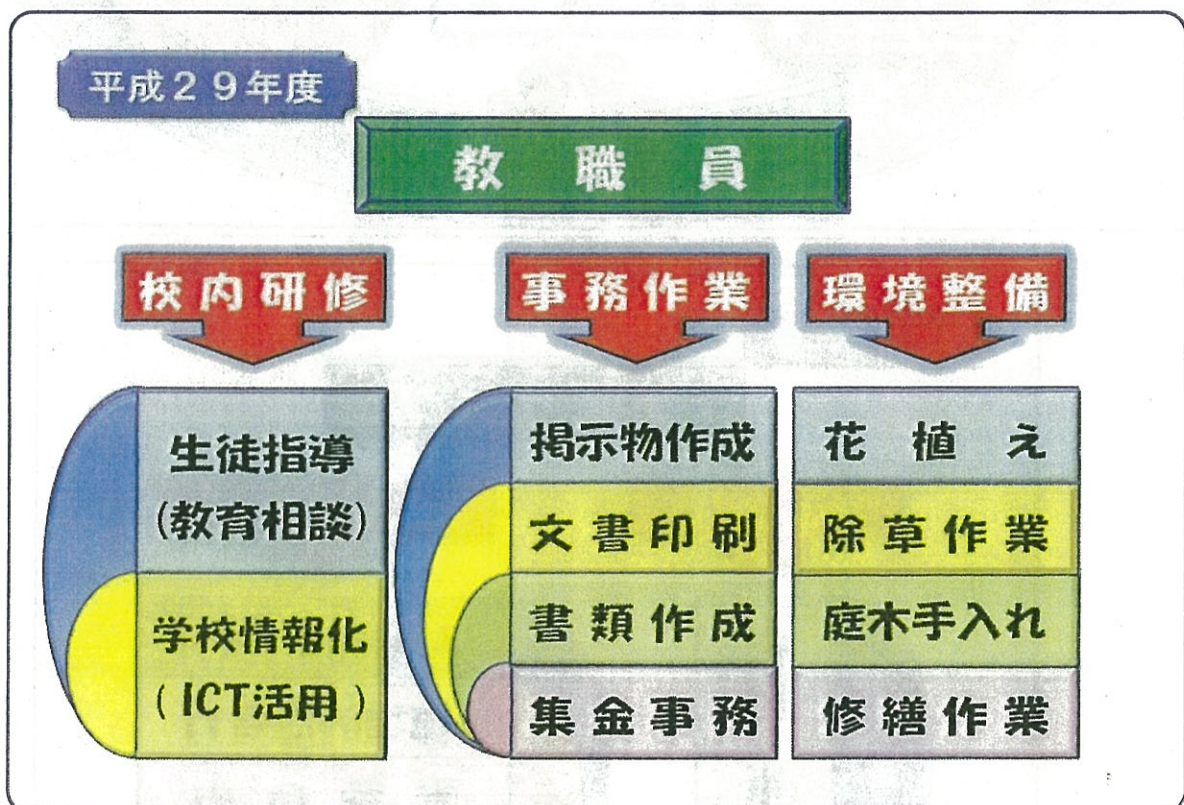 平成２９年度
教職員
校内研修
事務作業
環境整備
生徒指導
(教育相談)
学校情報化
(ICT活用)
掲示物作成
文書印刷
書類作成
集金事務
花植え
除草作業
庭木手入れ
修繕作業